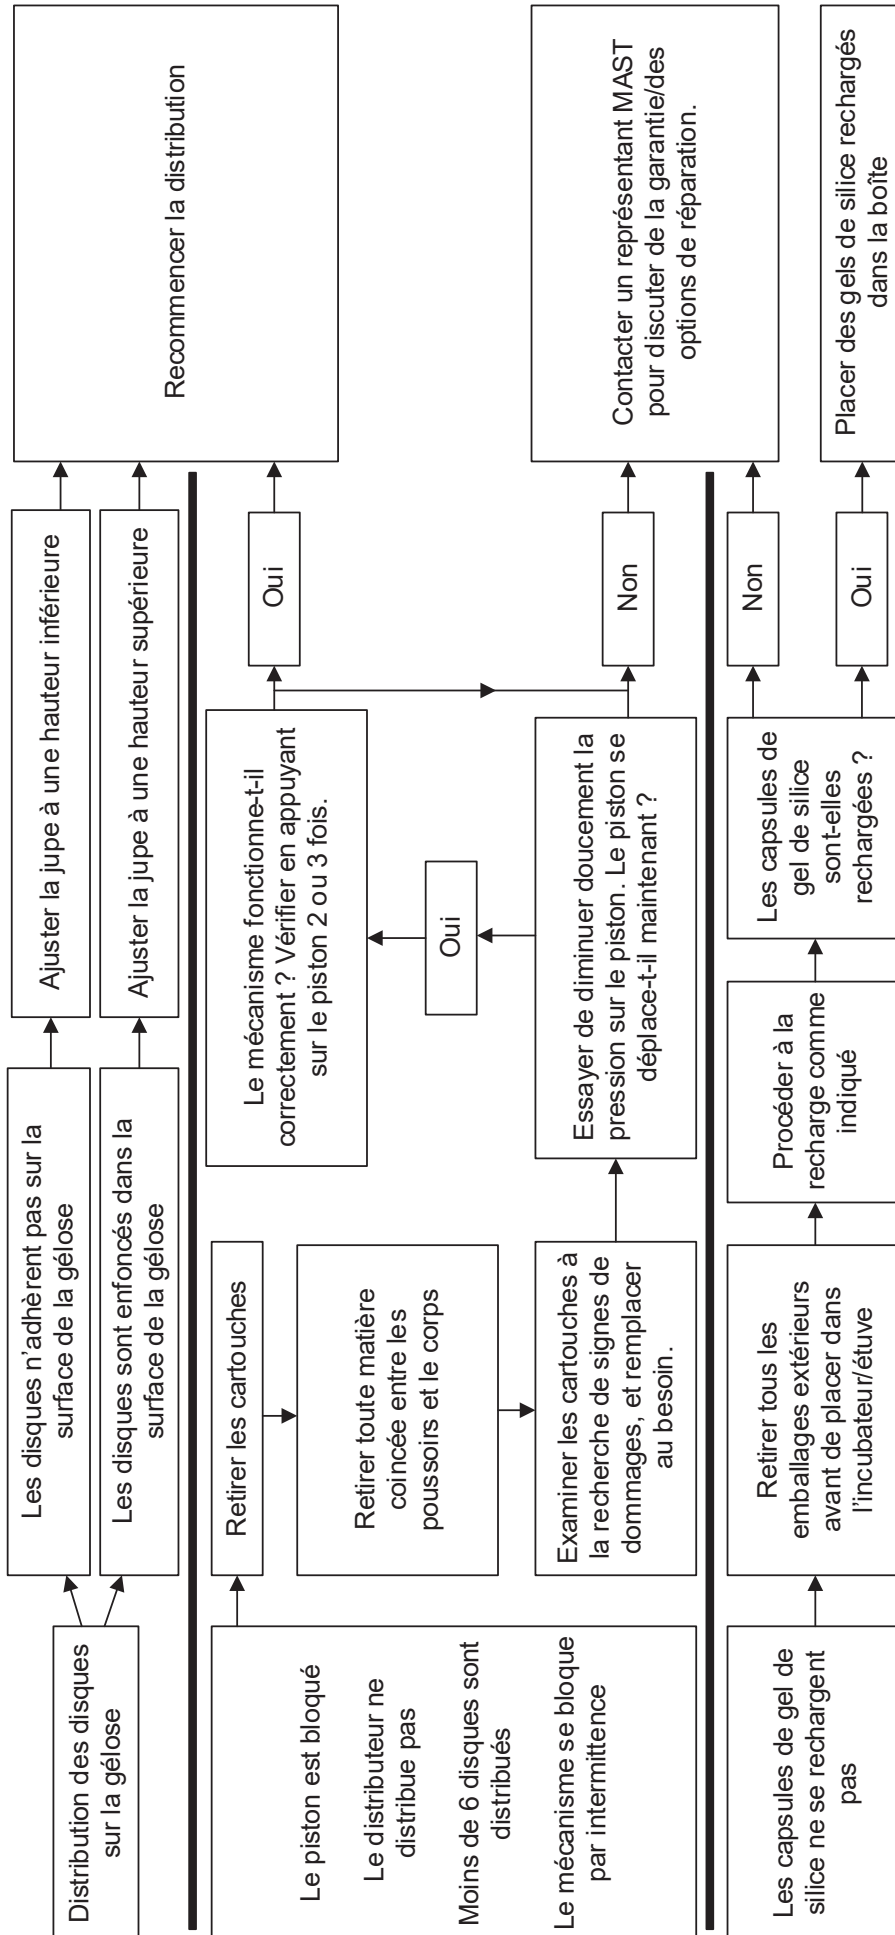 Distribution des disques
sur la gélose
Les disques n’adhèrent pas sur la
surface de la gélose
Ajuster la jupe à une hauteur inférieure
Les disques sont enfoncés dans la
surface de la gélose
Ajuster la jupe à une hauteur supérieure
Recommencer la distribution
Le piston est bloqué
Le distributeur ne
distribue pas
Moins de 6 disques sont
distribués
Le mécanisme se bloque
par intermittence
Retirer les cartouches
Retirer toute matière
coincée entre les
poussoirs et le corps
Examiner les cartouches à
la recherche de signes de
dommages, et remplacer
au besoin.
Le mécanisme fonctionne-t-il
correctement ? Vérifier en appuyant
sur le piston 2 ou 3 fois.
Oui
Oui
Essayer de diminuer doucement la
pression sur le piston. Le piston se
déplace-t-il maintenant ?
Non
Contacter un représentant MAST
pour discuter de la garantie/des
options de réparation.
Les capsules de gel de
silice ne se rechargent
pas
Retirer tous les
emballages extérieurs
avant de placer dans
l’incubateur/étuve
Procéder à la
recharge comme
indiqué
Les capsules de
gel de silice
sont-elles
rechargées ?
Non
Oui
Placer des gels de silice rechargés
dans la boîte